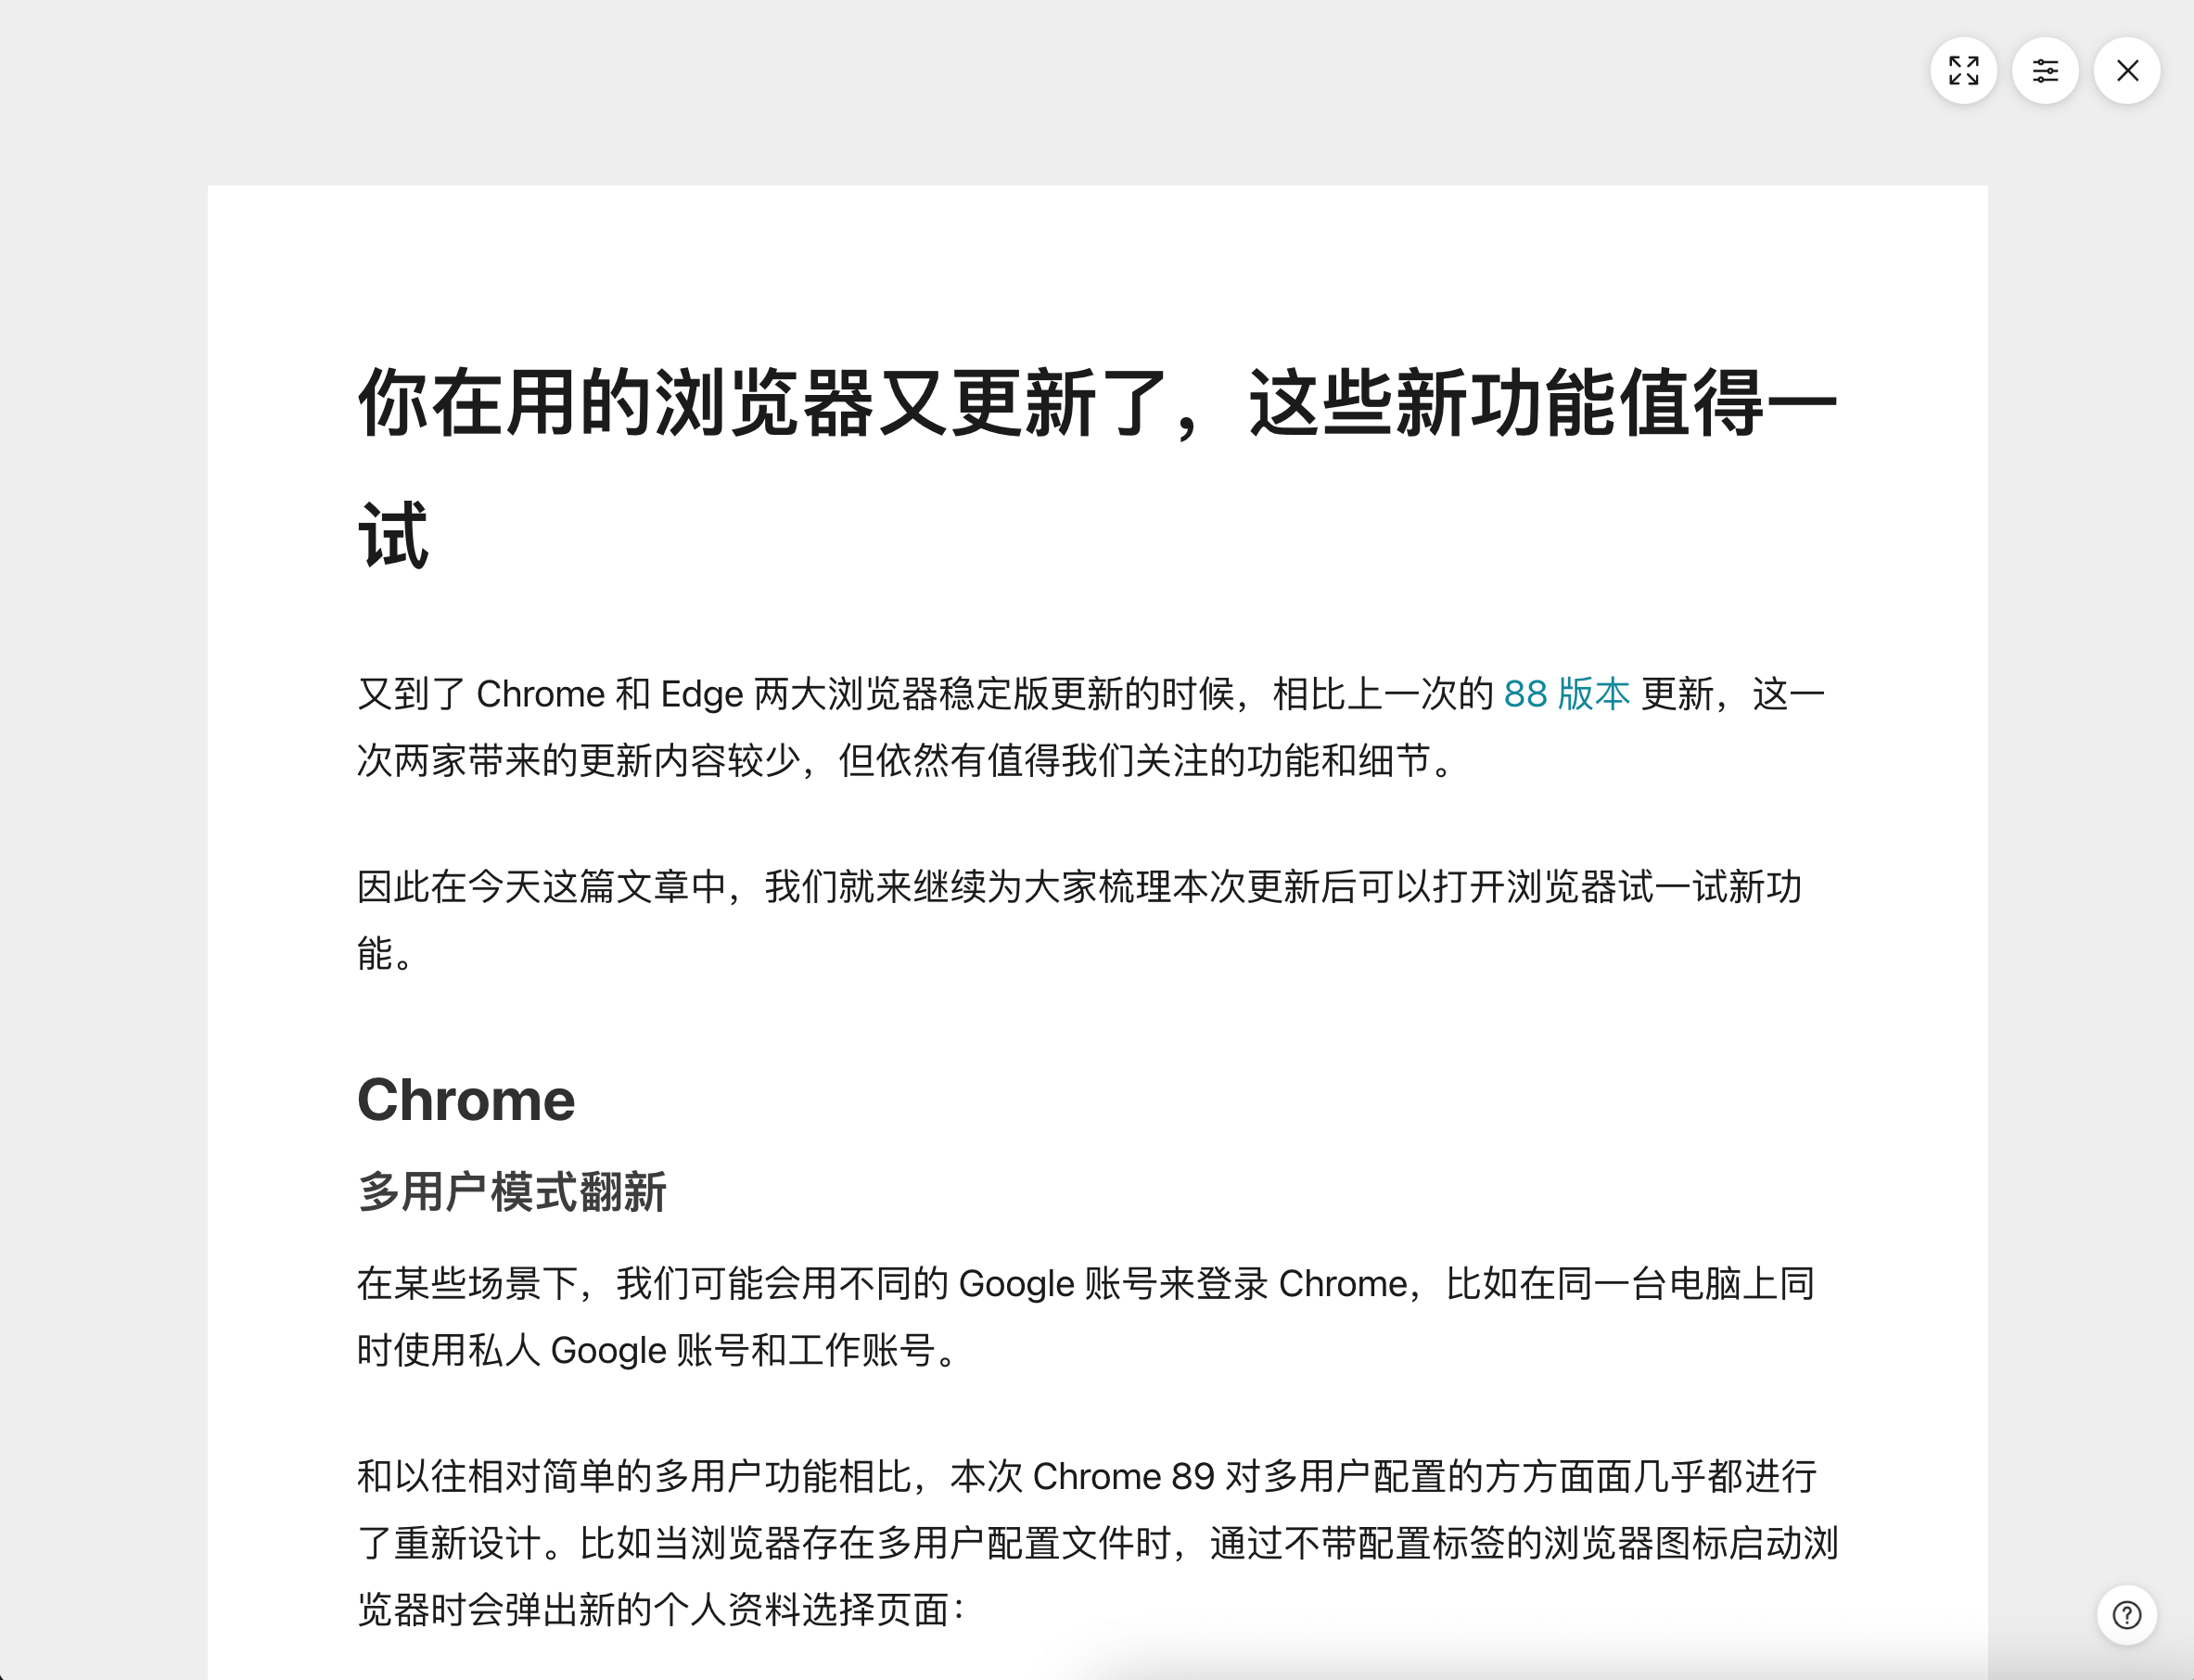 你在用的浏览器又更新了，这些新功能值得一
试
又到了 Chrome 和 Edge 两大浏览器稳定版更新的时候，相比上一次的 88 版本 更新，这一
次两家带来的更新内容较少，但依然有值得我们关注的功能和细节。
因此在今天这篇文章中，我们就来继续为大家梳理本次更新后可以打开浏览器试一试新功
能。
Chrome
多用户模式翻新
在某些场景下，我们可能会用不同的 Google 账号来登录 Chrome，比如在同一台电脑上同
时使用私人 Google 账号和工作账号。
和以往相对简单的多用户功能相比，本次 Chrome 89 对多用户配置的方方面面几乎都进行
了重新设计。比如当浏览器存在多用户配置文件时，通过不带配置标签的浏览器图标启动浏
览器时会弹出新的个人资料选择页面：